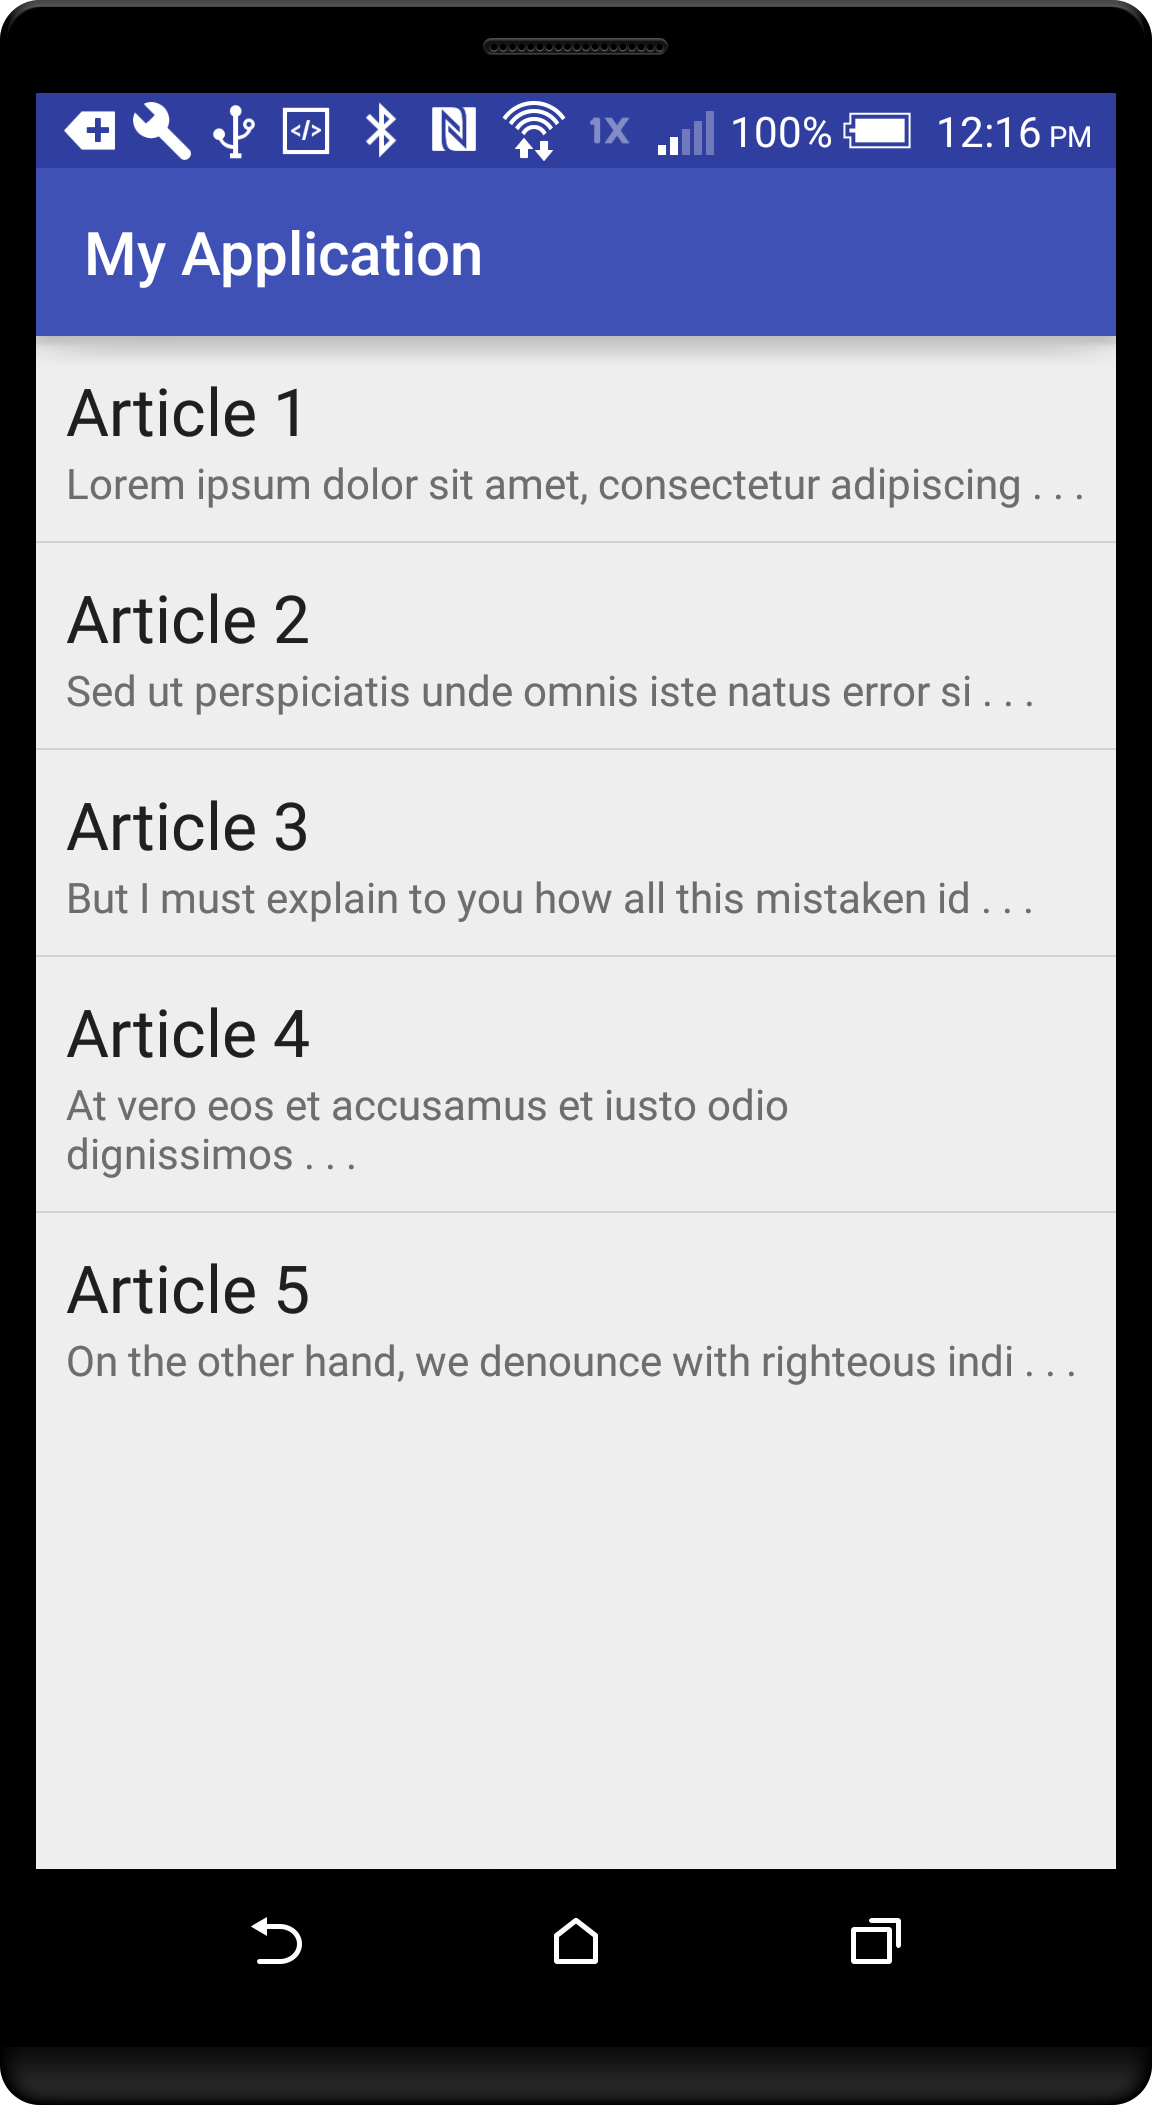 1X 100% 12:16 PM
My Application
Article 1
Lorem ipsum dolor sit amet, consectetur adipiscing . . .
Article 2
Sed ut perspiciatis unde omnis iste natus error si . . .
Article 3
But I must explain to you how all this mistaken id . . .
Article 4
At vero eos et accusamus et iusto odio
dignissimos . . .
Article 5
On the other hand, we denounce with righteous indi . . .